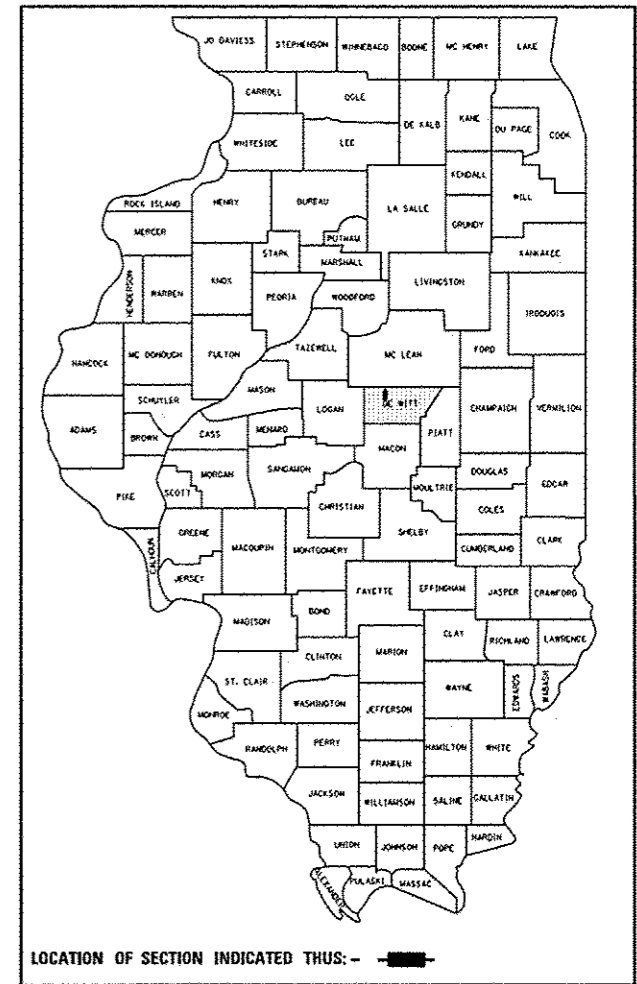 JO DAVIESS STEPHENSON WINNEBAGO BOONE MC HENRY LAKE
CARROLL OGLE DE KALB KANE DU PAGE COOK
WHITESIDE LEE KENDALL WILL
ROCK ISLAND HENRY BUREAU LA SALLE GRUNDY
MERCER PUTNAM KANKAKEE
HENDERSON WARREN KNOX STARK MARSHALL LIVINGSTON
PEORIA WOODFORD IROQUOIS
HANCOCK MC DONOUGH FULTON TAZEWELL MC LEAN FORD
SCHUYLER MASON LOGAN DE WITT CHAMPAIGN VERMILION
ADAMS BROWN CASS MENARD MACON PIATT
PIKE SCOTT MORGAN SANGAMON CHRISTIAN MOULTRIE DOUGLAS EDGAR
COLES
CALHOUN GREENE MACOUPIN MONTGOMERY SHELBY CUMBERLAND CLARK
JERSEY FAYETTE EFFINGHAM JASPER CRAWFORD
MADISON BOND CLAY RICHLAND LAWRENCE
CLINTON MARION
ST. CLAIR WAYNE EDWARDS WABASH
MONROE WASHINGTON JEFFERSON
RANDOLPH PERRY HAMILTON WHITE
FRANKLIN
JACKSON WILLIAMSON SALINE GALLATIN
UNION JOHNSON POPE HARDIN
ALEXANDER PULASKI MASSAC
LOCATION OF SECTION INDICATED THUS: -